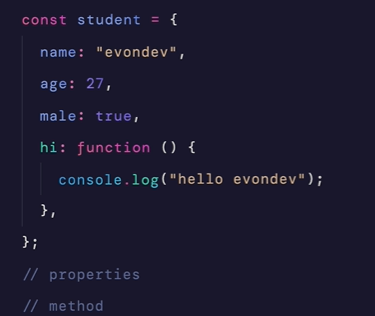 const student = {
  name: "evondev",
  age: 27,
  male: true,
  hi: function () {
    console.log("hello evondev");
  },
};
// properties
// method